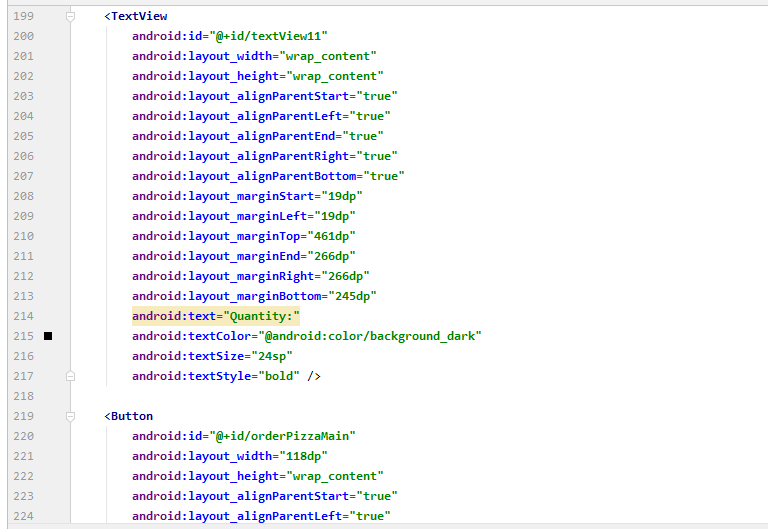 199 <TextView
200 android:id="@+id/textView11"
201 android:layout_width="wrap_content"
202 android:layout_height="wrap_content"
203 android:layout_alignParentStart="true"
204 android:layout_alignParentLeft="true"
205 android:layout_alignParentEnd="true"
206 android:layout_alignParentRight="true"
207 android:layout_alignParentBottom="true"
208 android:layout_marginStart="19dp"
209 android:layout_marginLeft="19dp"
210 android:layout_marginTop="461dp"
211 android:layout_marginEnd="266dp"
212 android:layout_marginRight="266dp"
213 android:layout_marginBottom="245dp"
214 android:text="Quantity:"
215 android:textColor="@android:color/background_dark"
216 android:textSize="24sp"
217 android:textStyle="bold" />
218
219 <Button
220 android:id="@+id/orderPizzaMain"
221 android:layout_width="118dp"
222 android:layout_height="wrap_content"
223 android:layout_alignParentStart="true"
224 android:layout_alignParentLeft="true"